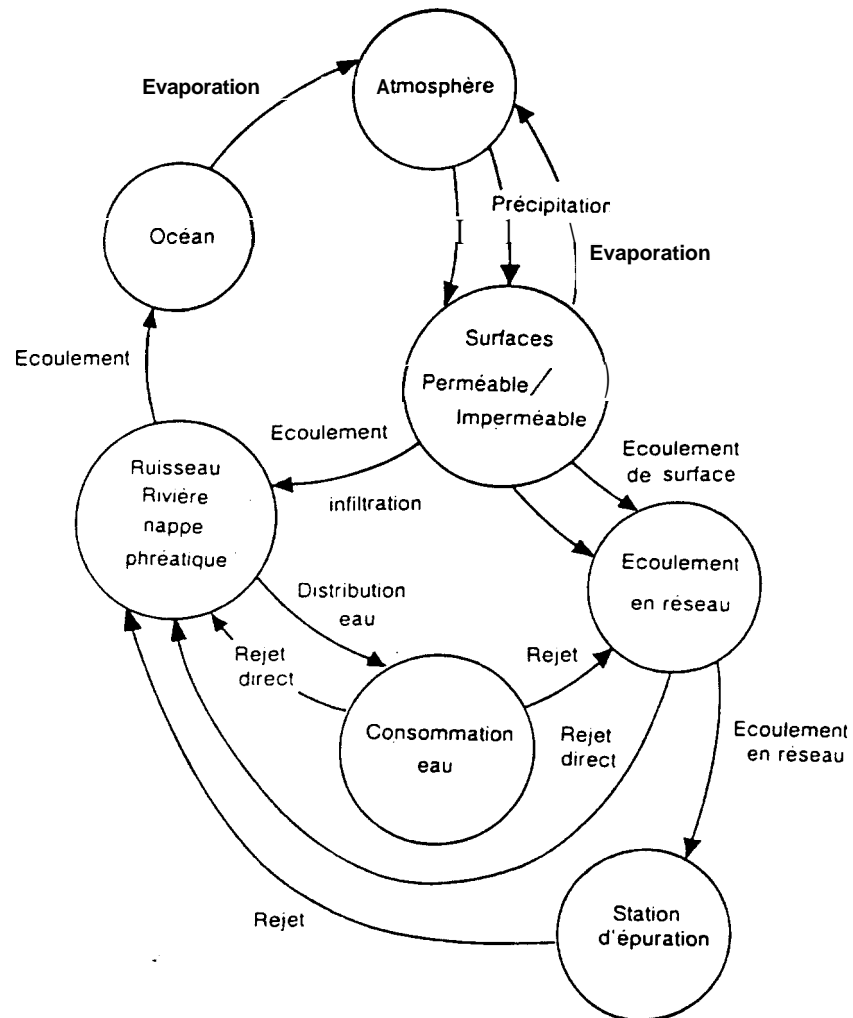 Evaporation
Atmosphère
Précipitation
Océan
Evaporation
Surfaces
Perméable/
Imperméable
Ecoulement
Ecoulement
infiltration
Ecoulement
de surface
Ruisseau
Rivière
nappe
phréatique
Ecoulement
en réseau
Distribution
eau
Rejet
direct
Rejet
Consommation
eau
Rejet
direct
Ecoulement
en réseau
Rejet
Station
d'épuration